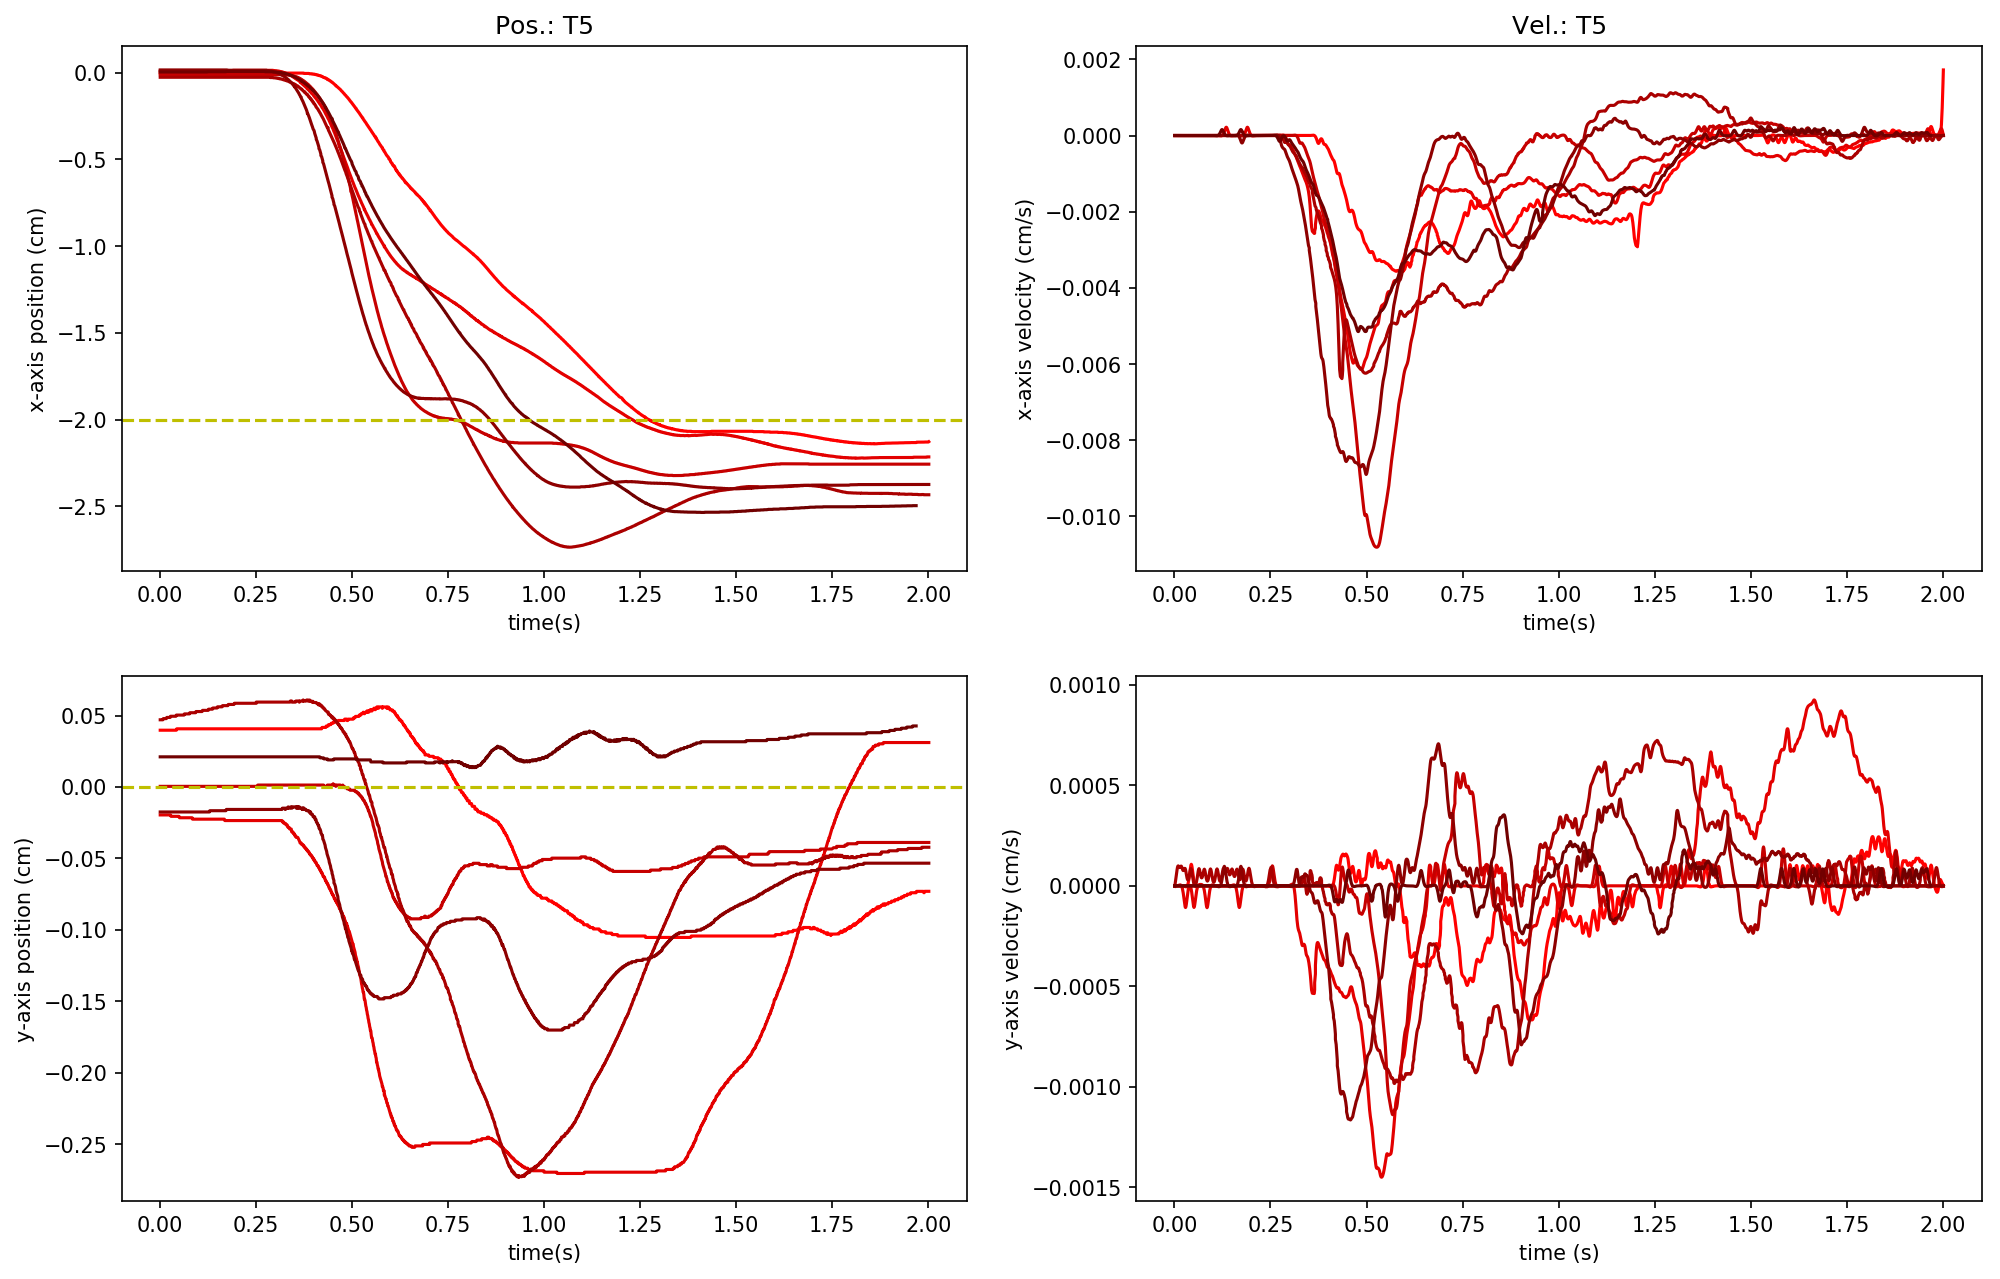 Pos.: T5
0.0
−0.5
−1.0
−1.5
−2.0
−2.5
x-axis position (cm)
0.00 0.25 0.50 0.75 1.00 1.25 1.50 1.75 2.00
time(s)
Vel.: T5
0.002
0.000
−0.002
−0.004
−0.006
−0.008
−0.010
x-axis velocity (cm/s)
0.00 0.25 0.50 0.75 1.00 1.25 1.50 1.75 2.00
time(s)
0.05
0.00
−0.05
−0.10
−0.15
−0.20
−0.25
y-axis position (cm)
0.00 0.25 0.50 0.75 1.00 1.25 1.50 1.75 2.00
time(s)
0.0010
0.0005
0.0000
−0.0005
−0.0010
−0.0015
y-axis velocity (cm/s)
0.00 0.25 0.50 0.75 1.00 1.25 1.50 1.75 2.00
time (s)